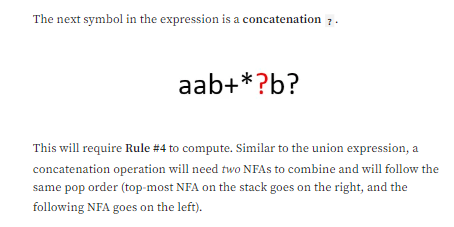 The next symbol in the expression is a concatenation ? .
aab+*?b?
This will require Rule #4 to compute. Similar to the union expression, a
concatenation operation will need two NFAs to combine and will follow the
same pop order (top-most NFA on the stack goes on the right, and the
following NFA goes on the left).